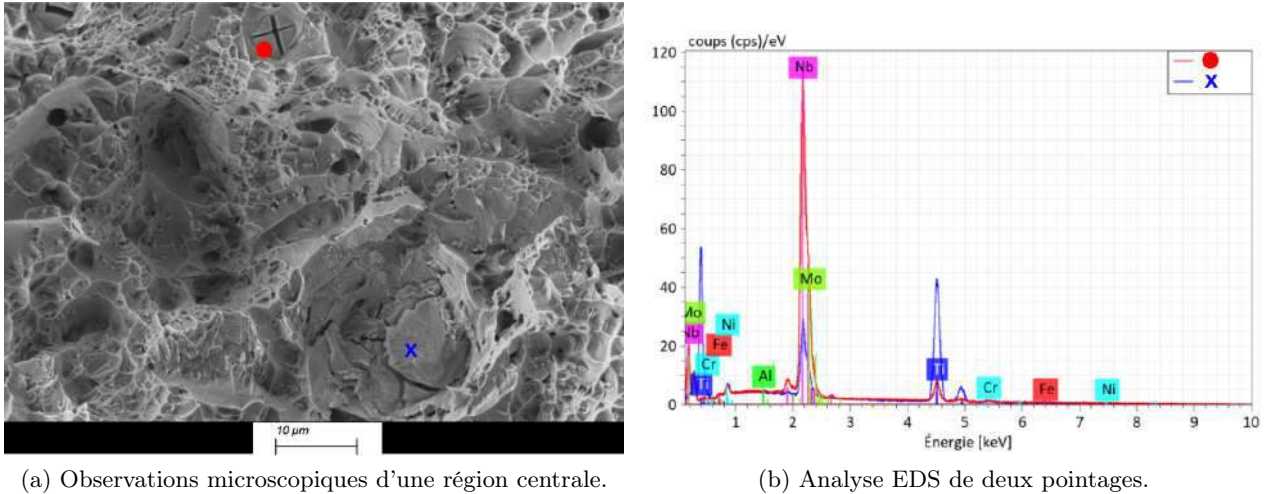 10 µm
(a) Observations microscopiques d'une région centrale.
coups (cps)/eV
120
100
80
60
40
20
0
Nb
Mo
Mo
Nb
Ni
Fe
Cr
Ti
Al
Ti
Cr
Fe
Ni
X
X
1 2 3 4 5 6 7 8 9 10
Énergie [keV]
(b) Analyse EDS de deux pointages.